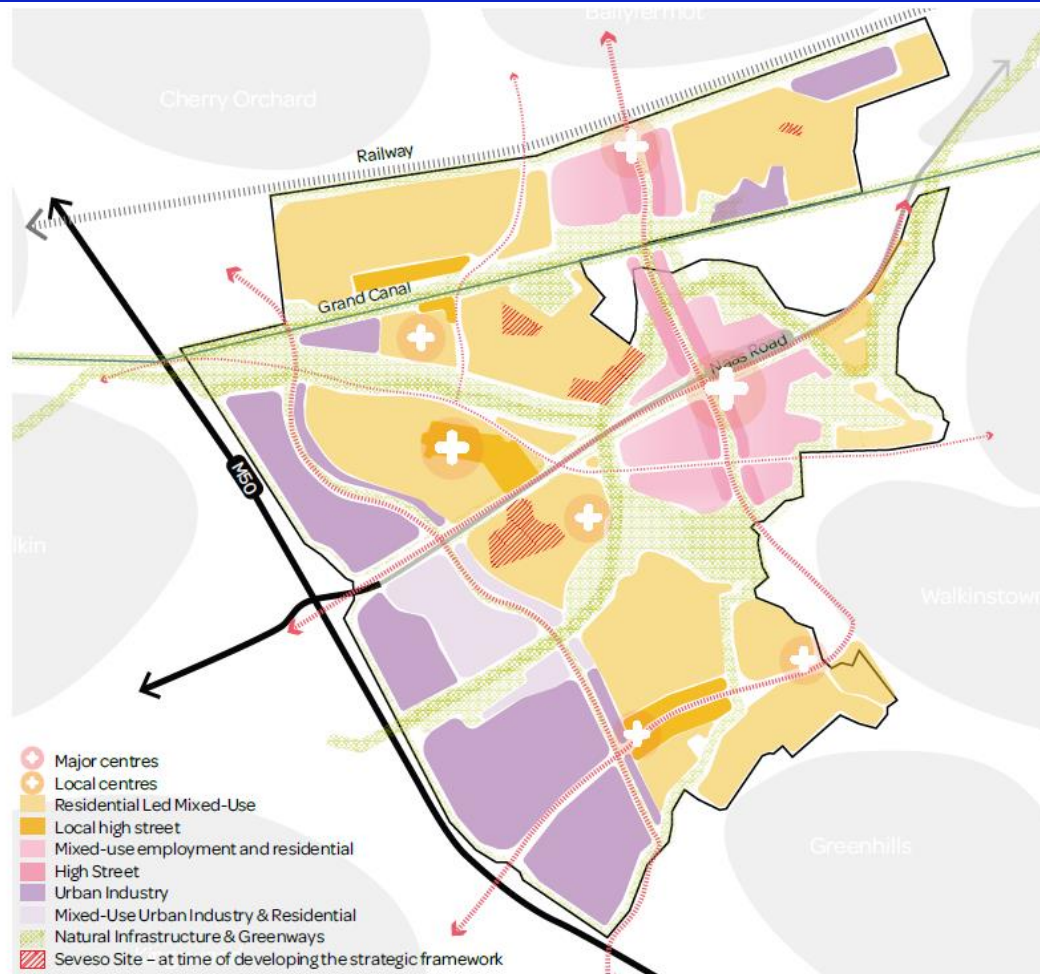 Ballyfermot
Cherry Orchard
Railway
Grand Canal
Naas Road
M50
lkin
Walkinstown
Greenhills
Major centres
Local centres
Residential Led Mixed-Use
Local high street
Mixed-use employment and residential
High Street
Urban Industry
Mixed-Use Urban Industry & Residential
Natural Infrastructure & Greenways
Seveso Site – at time of developing the strategic framework